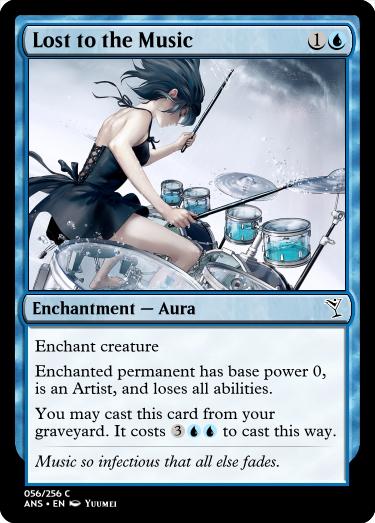 Lost to the Music 1
Enchantment — Aura
Enchant creature
Enchanted permanent has base power 0,
is an Artist, and loses all abilities.
You may cast this card from your
graveyard. It costs 3 to cast this way.
Music so infectious that all else fades.
056/256 C
ANS • EN Yuumei